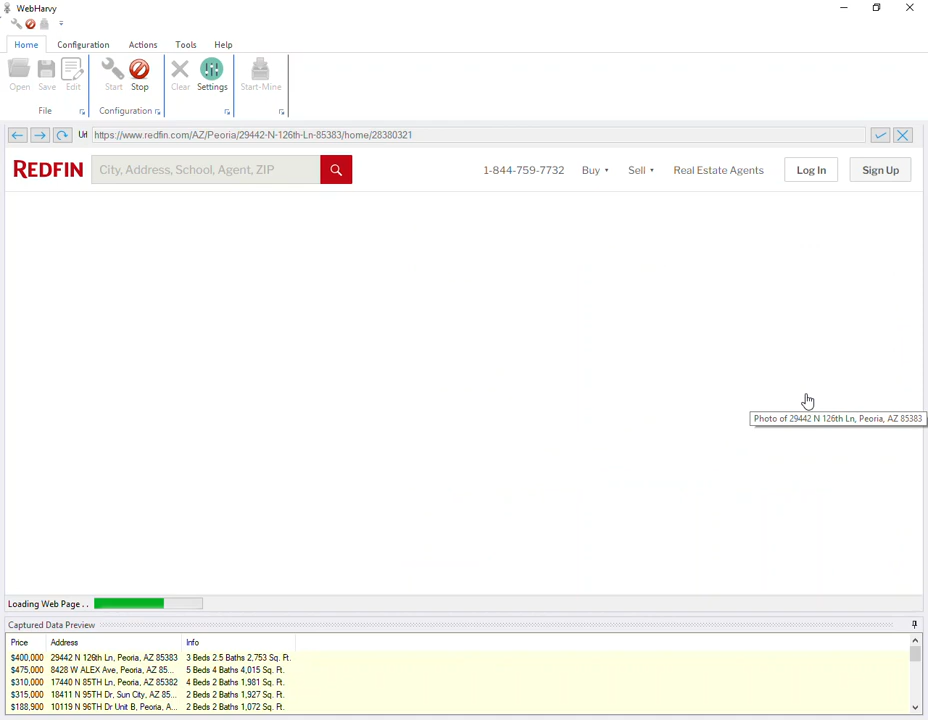 WebHarvy
Home Configuration Actions Tools Help
Open Save Edit Start Stop Clear Settings Start-Mine
File Configuration
Url https://www.redfin.com/AZ/Peoria/29442-N-126th-Ln-85383/home/28380321
REDFIN City, Address, School, Agent, ZIP 1-844-759-7732 Buy Sell Real Estate Agents Log In Sign Up
Photo of 29442 N 126th Ln, Peoria, AZ 85383
Loading Web Page . .
Captured Data Preview
Price Address Info
$400,000 29442 N 126th Ln, Peoria, AZ 85383 3 Beds 2.5 Baths 2,753 Sq. Ft.
$475,000 8428 W ALEX Ave, Peoria, AZ 85... 5 Beds 4 Baths 4,015 Sq. Ft.
$310,000 17440 N 85TH Ln, Peoria, AZ 85382 4 Beds 2 Baths 1,981 Sq. Ft.
$315,000 18411 N 95TH Dr, Sun City, AZ 85... 2 Beds 2 Baths 1,927 Sq. Ft.
$188,900 10119 N 96TH Dr Unit B, Peoria, A... 2 Beds 2 Baths 1,072 Sq. Ft.